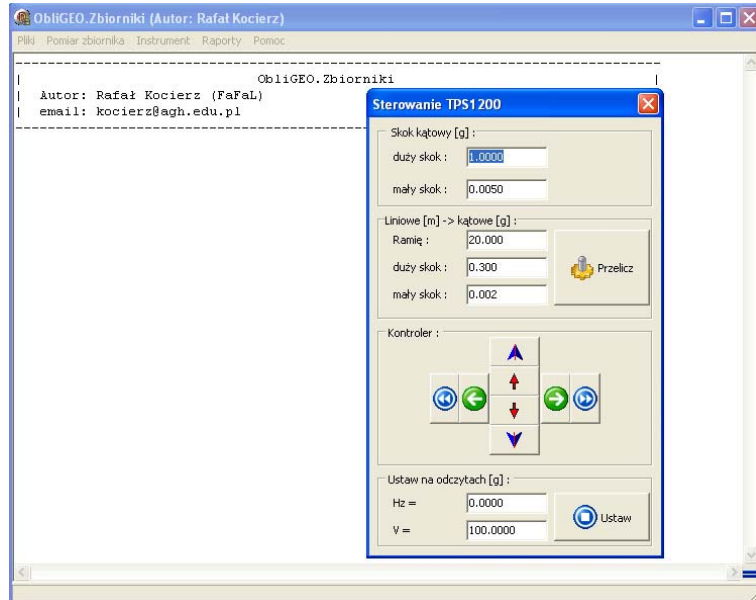 ObliGEO.Zbiorniki (Autor: Rafał Kocierz)
Pliki Pomiar zbiornika Instrument Raporty Pomoc
ObliGEO.Zbiorniki
Autor: Rafał Kocierz (FaFaL)
email: kocierz@agh.edu.pl
Sterowanie TPS1200
Skok kątowy [g] :
duży skok : 1.0000
mały skok : 0.0050
Liniowe [m] -> kątowe [g] :
Ramię : 20.000
duży skok : 0.300
mały skok : 0.002
Przelicz
Kontroler :
Ustaw na odczytach [g] :
Hz = 0.0000
V = 100.0000
Ustaw